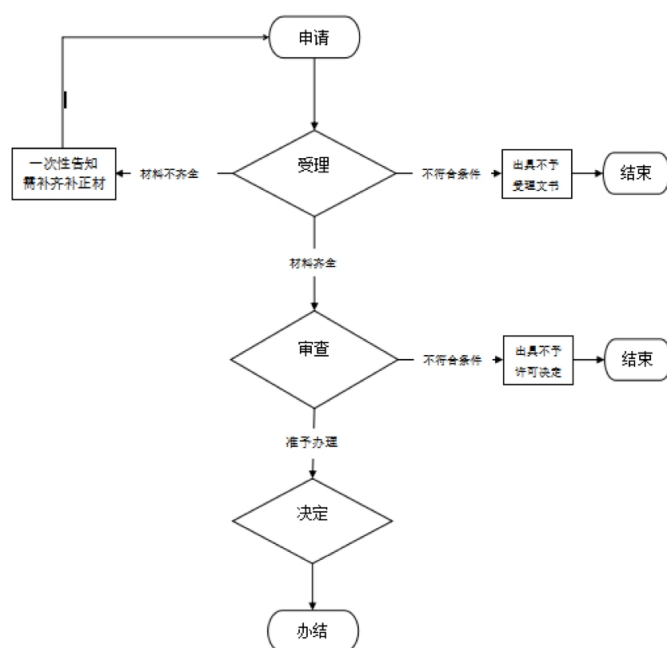 申请
受理
一次性告知
需补齐补正材
材料不齐全
不符合条件
出具不予
受理文书
结束
材料齐全
审查
不符合条件
出具不予
许可决定
结束
准予办理
决定
办结